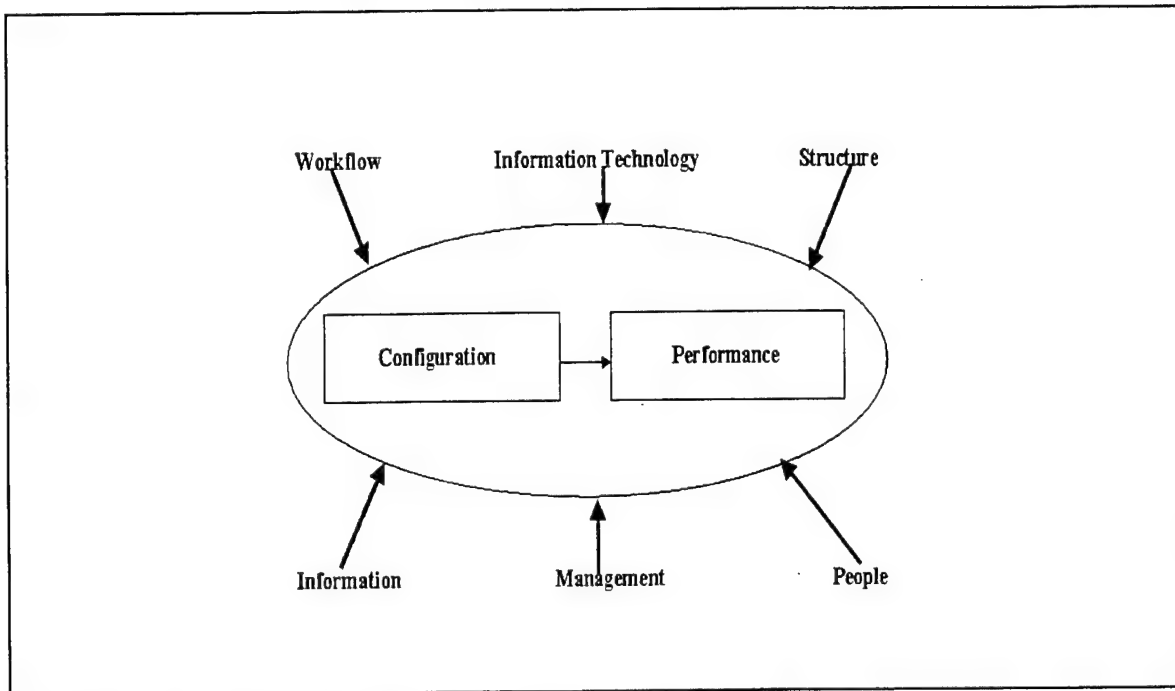 Workflow
Information Technology
Structure
Configuration
Performance
Information
Management
People